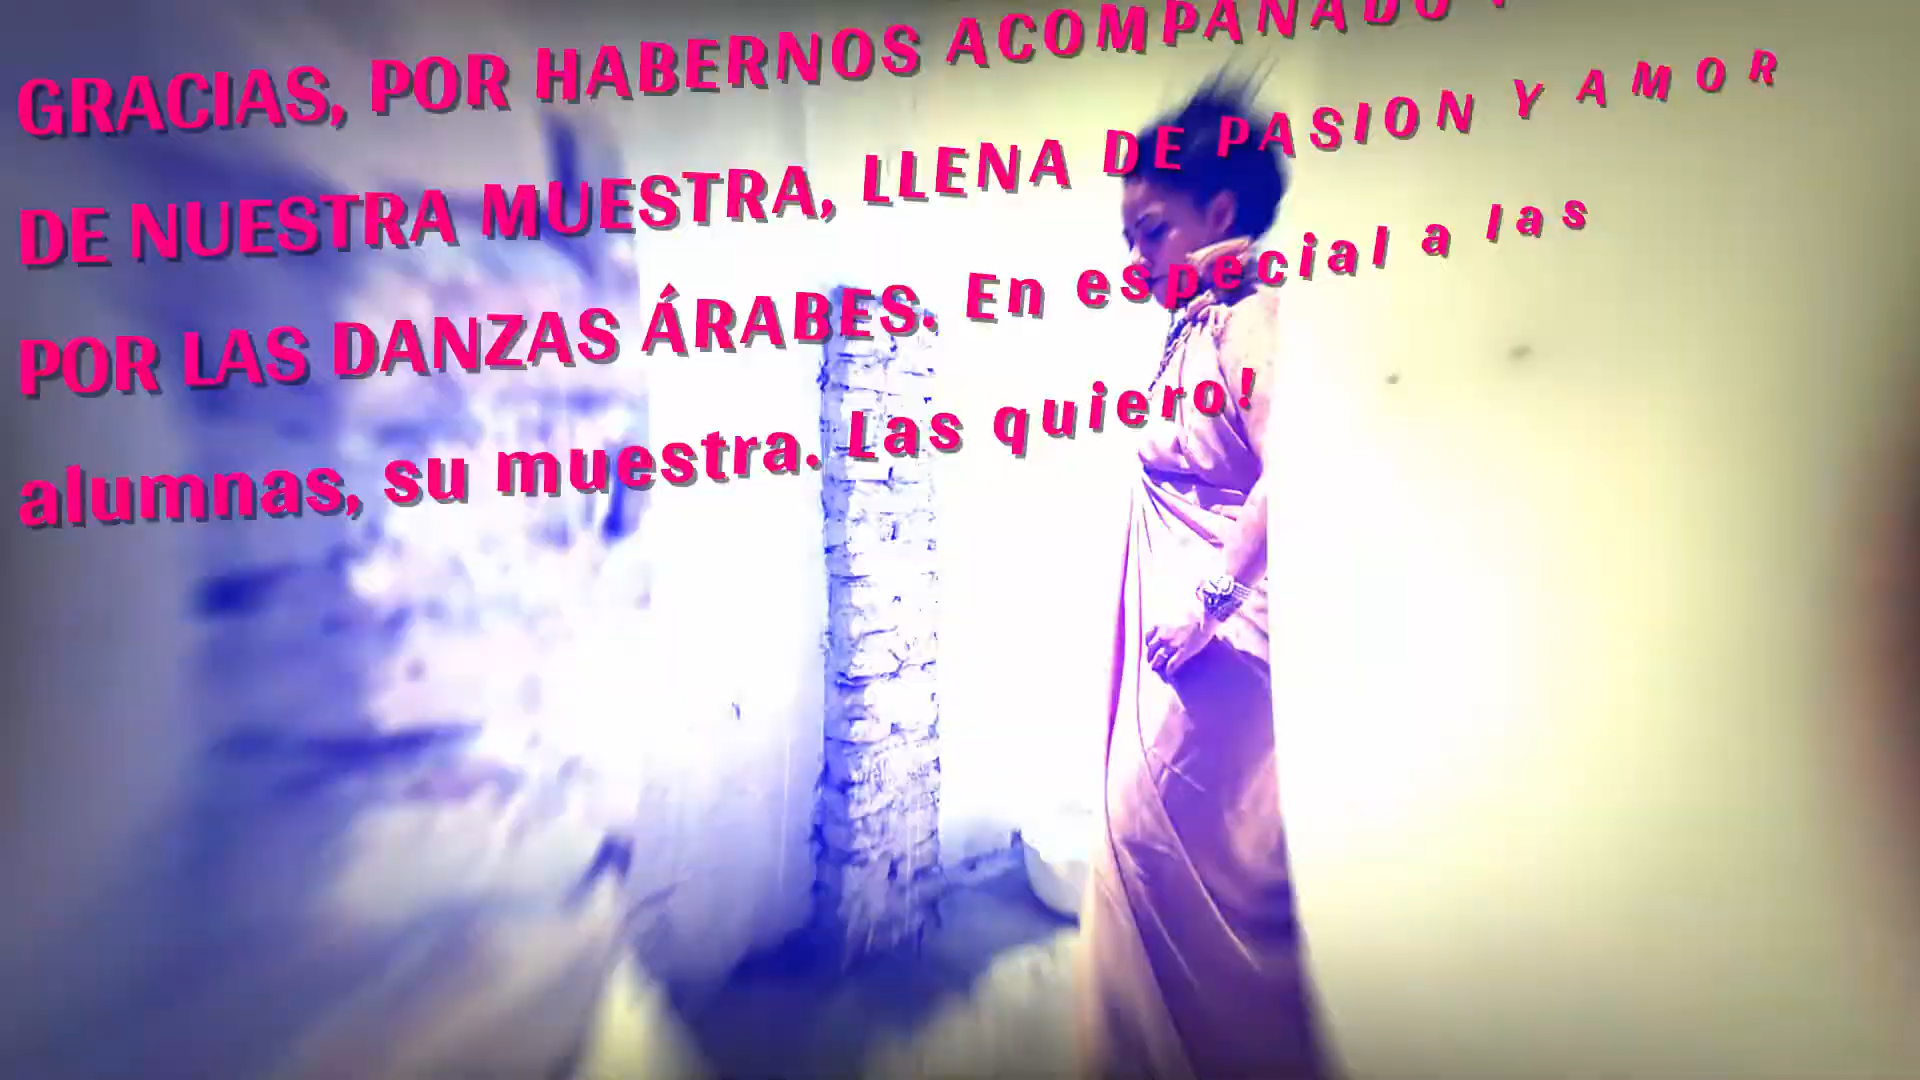 GRACIAS, POR HABERNOS ACOMPAÑADO
DE NUESTRA MUESTRA, LLENA DE PASION Y AMOR
POR LAS DANZAS ÁRABES. En especial a las
alumnas, su muestra. Las quiero!